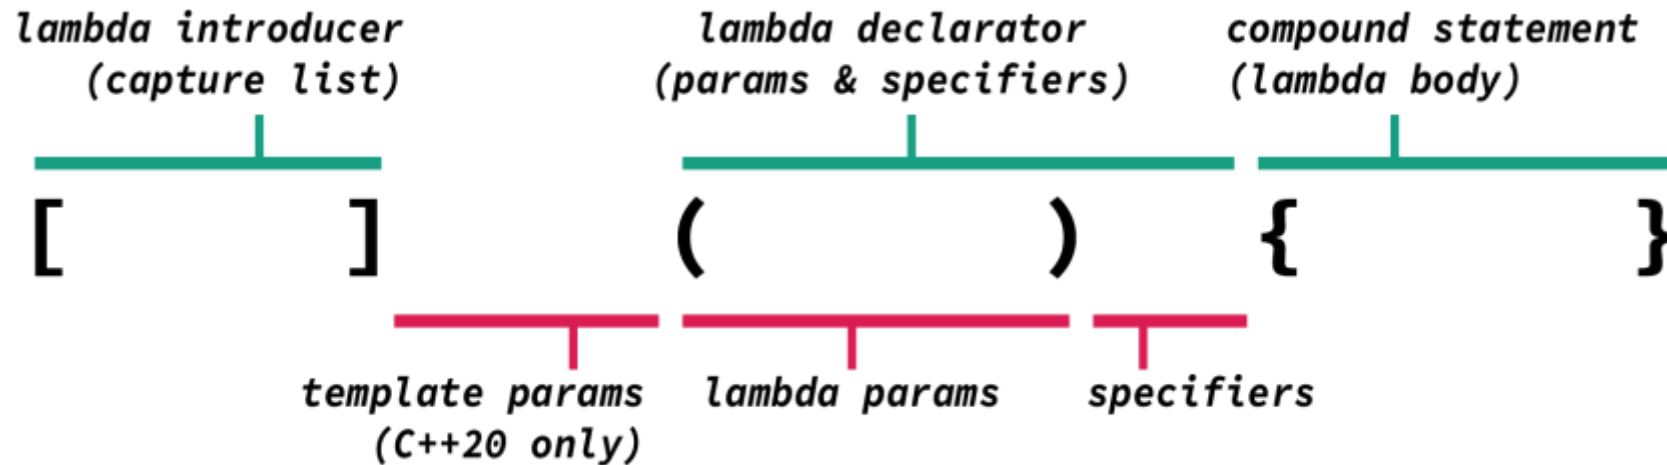 lambda introducer
(capture list)
lambda declarator
(params & specifiers)
compound statement
(lambda body)
[ ] ( ) { }
template params
(C++20 only)
lambda params
specifiers